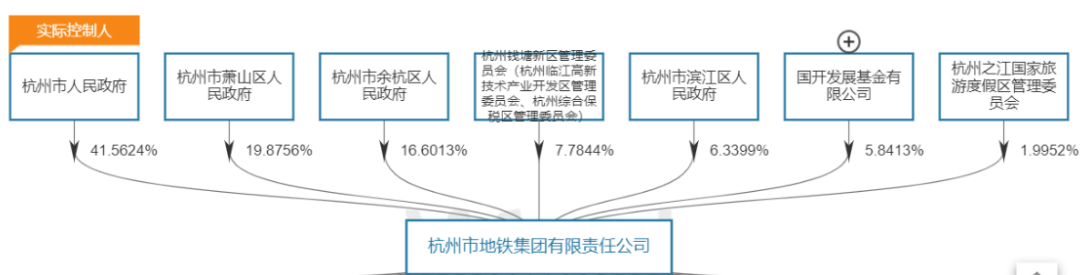 实际控制人
杭州市人民政府
杭州市萧山区人
民政府
杭州市余杭区人
民政府
杭州钱塘新区管理委
员会（杭州临江高新
技术产业开发区管理
委员会、杭州综合保
税区管理委员会）
杭州市滨江区人
民政府
国开发展基金有
限公司
杭州之江国家旅
游度假区管理委
员会
41.5624%
19.8756%
16.6013%
7.7844%
6.3399%
5.8413%
1.9952%
杭州市地铁集团有限责任公司